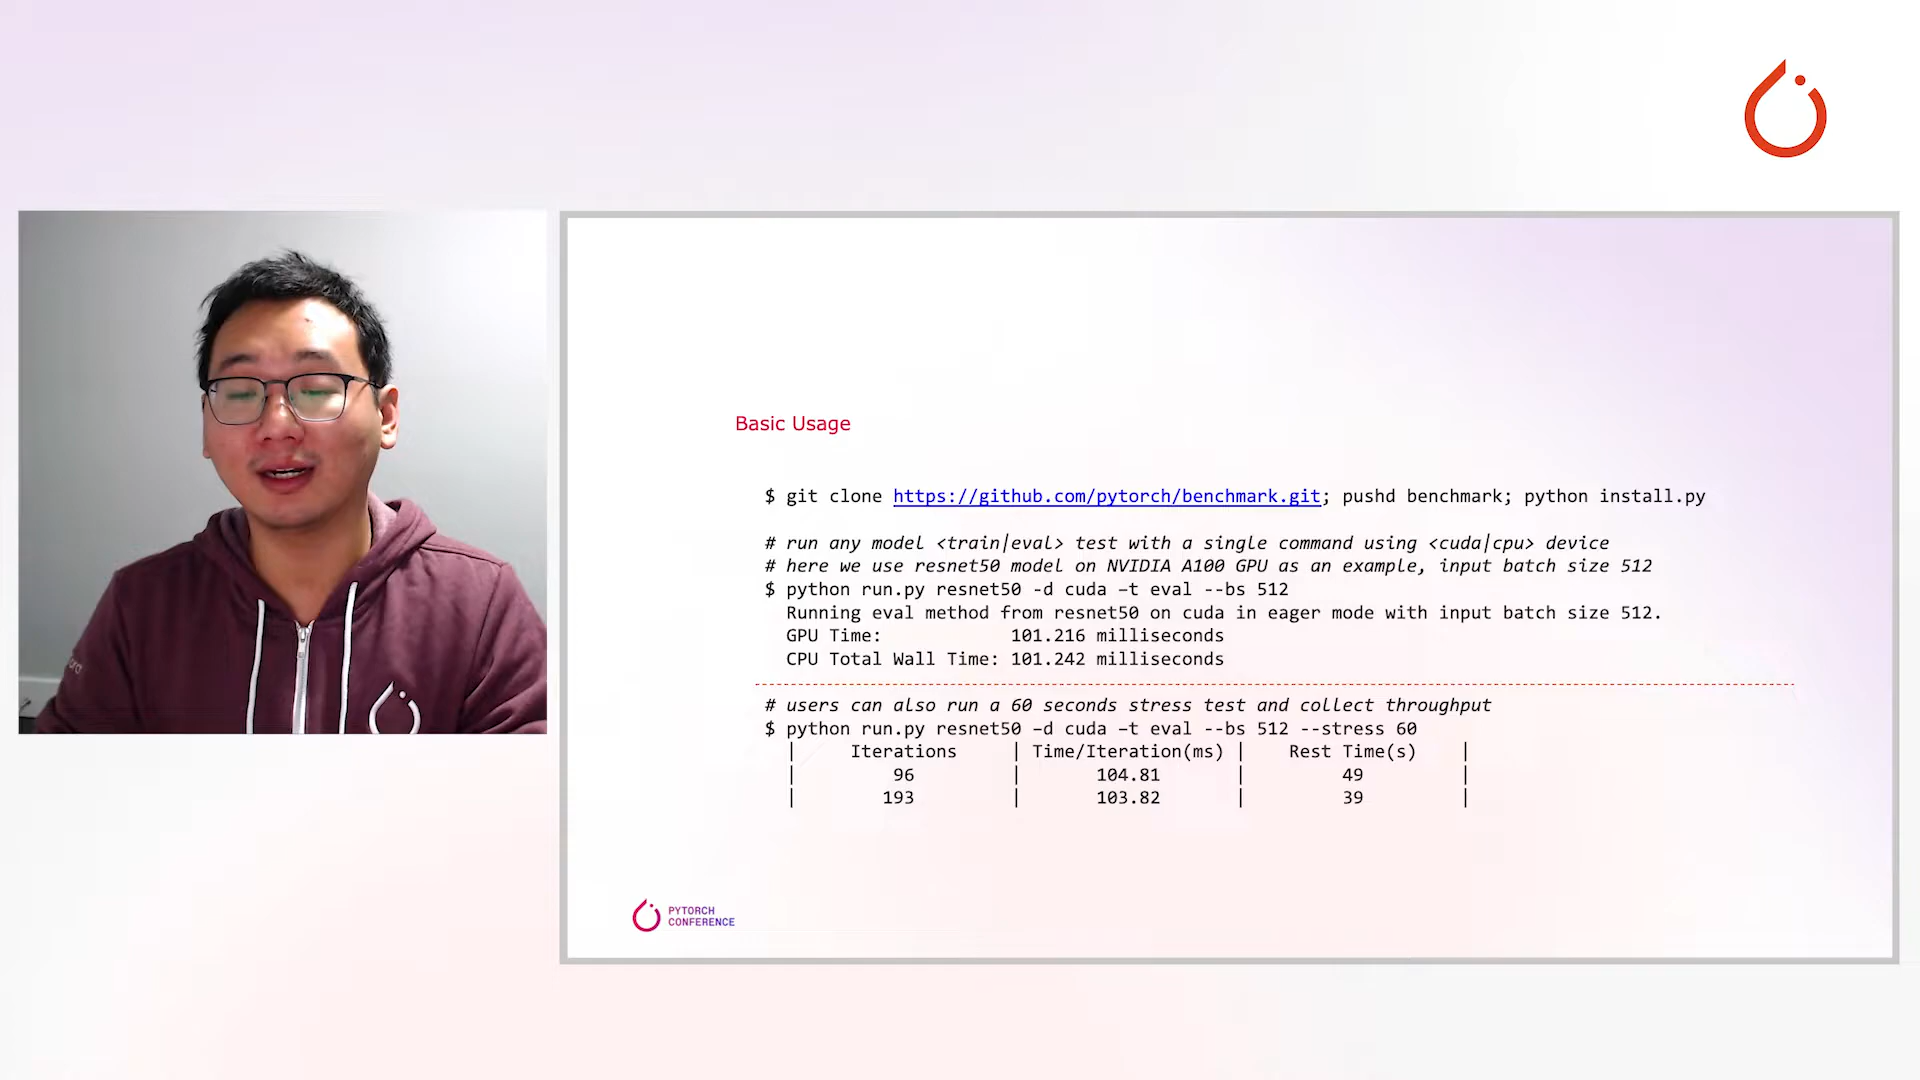 Basic Usage
$ git clone https://github.com/pytorch/benchmark.git; pushd benchmark; python install.py
# run any model <train|eval> test with a single command using <cuda|cpu> device
# here we use resnet50 model on NVIDIA A100 GPU as an example, input batch size 512
$ python run.py resnet50 -d cuda –t eval --bs 512
Running eval method from resnet50 on cuda in eager mode with input batch size 512.
GPU Time: 101.216 milliseconds
CPU Total Wall Time: 101.242 milliseconds
# users can also run a 60 seconds stress test and collect throughput
$ python run.py resnet50 –d cuda –t eval --bs 512 --stress 60
| Iterations | Time/Iteration(ms) | Rest Time(s) |
| 96 | 104.81 | 49 |
| 193 | 103.82 | 39 |
PYTORCH
CONFERENCE